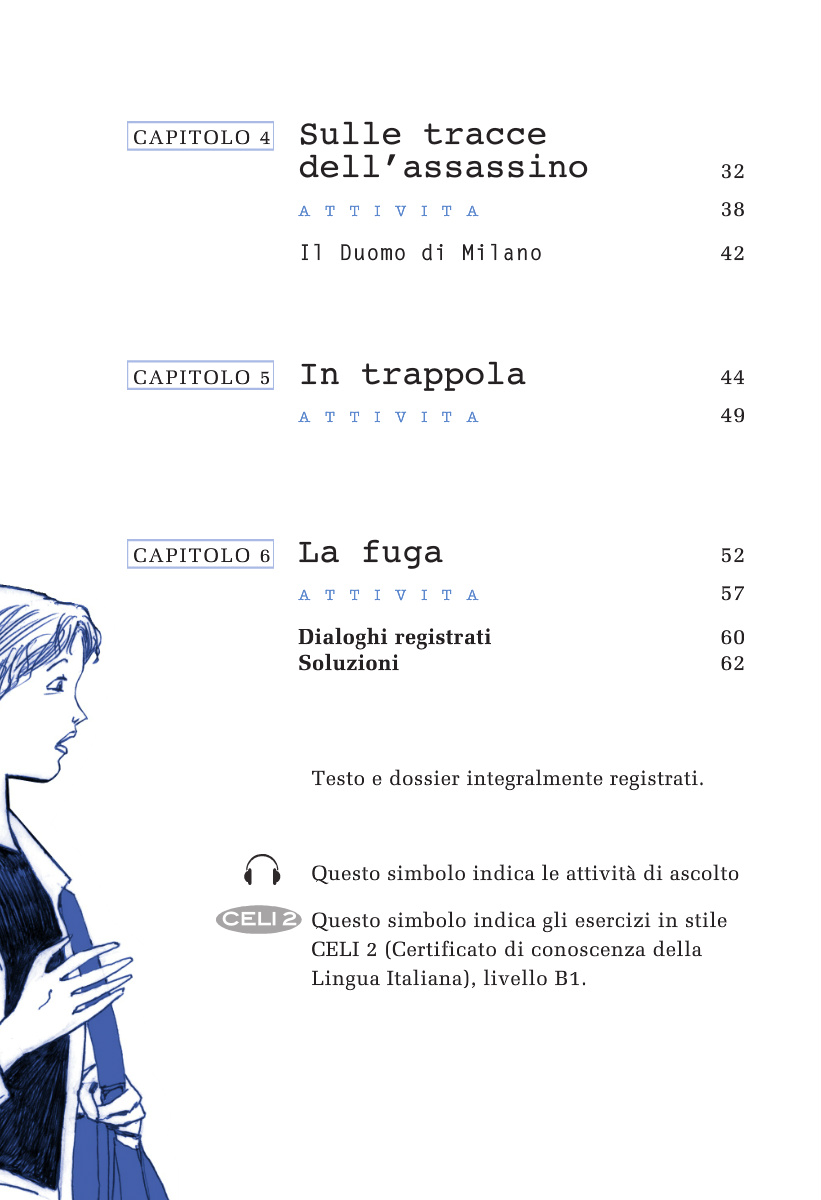 CAPITOLO 4 Sulle tracce
dell’assassino 32
ATTIVITA 38
Il Duomo di Milano 42
CAPITOLO 5 In trappola 44
ATTIVITA 49
CAPITOLO 6 La fuga 52
ATTIVITA 57
Dialoghi registrati 60
Soluzioni 62
Testo e dossier integralmente registrati.
Questo simbolo indica le attività di ascolto
CELI 2 Questo simbolo indica gli esercizi in stile
CELI 2 (Certificato di conoscenza della
Lingua Italiana), livello B1.